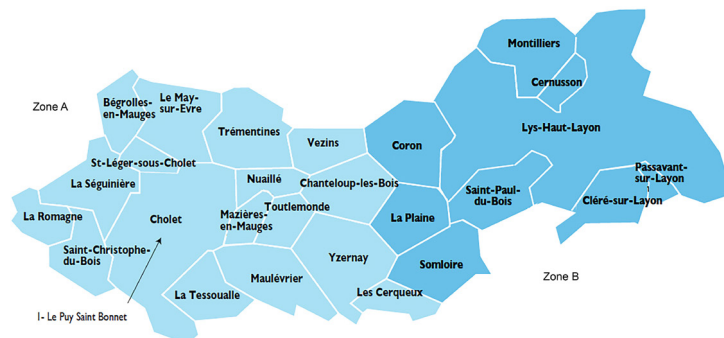 Montilliers
Cernusson
Zone A
Bégrolles-
en-Mauges
Le May-
sur-Evre
Trémentines
Vezins
Coron
Lys-Haut-Layon
St-Léger-sous-Cholet
La Séguinière
Nuaillé
Chanteloup-les-Bois
Saint-Paul-
du-Bois
Passavant-
sur-Layon
Cléré-sur-Layon
La Romagne
Cholet
Mazières-
en-Mauges
Toutlemonde
La Plaine
Saint-Christophe-
du-Bois
Yzernay
Somloire
Zone B
La Tessoualle
Maulévrier
Les Cerqueux
1- Le Puy Saint Bonnet